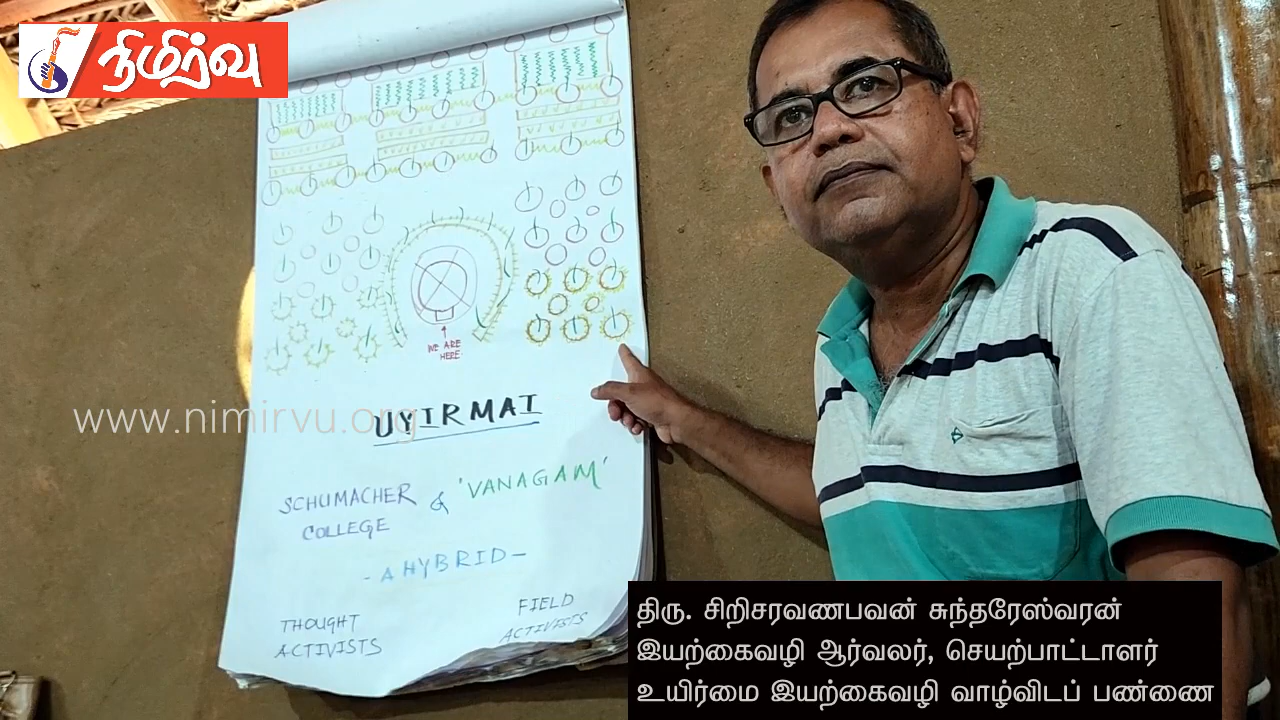 நிமிர்வு
WE ARE
HERE.
www.nimirvu.org
UYIRMAI
SCHUMACHER & 'VANAGAM'
COLLEGE
- A HYBRID -
THOUGHT FIELD
ACTIVISTS ACTIVISTS
திரு. சிறிசரவணபவன் சுந்தரேஸ்வரன்
இயற்கைவழி ஆர்வலர், செயற்பாட்டாளர்
உயிர்மை இயற்கைவழி வாழ்விடப் பண்ணை